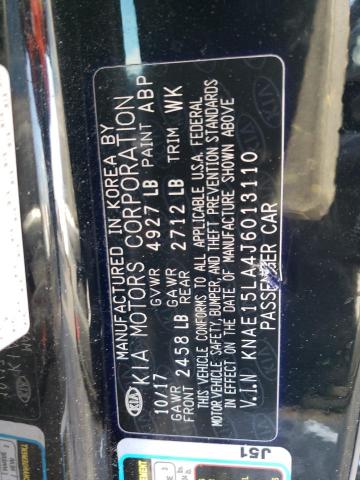 MANUFACTURED IN KOREA BY
KIA KIA MOTORS CORPORATION
10/17 GVWR 4927 LB PAINT ABP
GAWR FRONT 2458 LB GAWR REAR 2712 LB TRIM WK
THIS VEHICLE CONFORMS TO ALL APPLICABLE U.S.A. FEDERAL
MOTOR VEHICLE SAFETY, BUMPER, AND THEFT PREVENTION STANDARDS
IN EFFECT ON THE DATE OF MANUFACTURE SHOWN ABOVE
V.I.N KNAE15LA4J6013110
PASSENGER CAR
J51